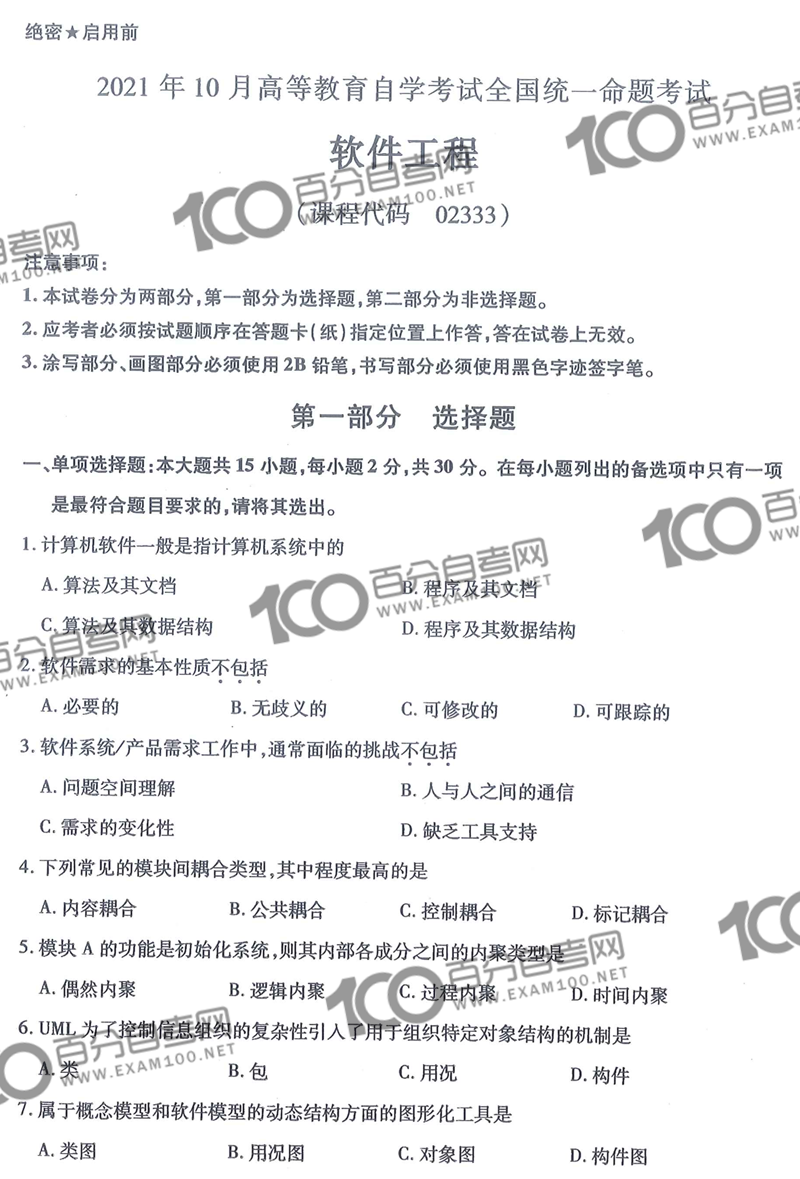 绝密★启用前
2021 年 10 月高等教育自学考试全国统一命题考试
软件工程
(课程代码 02333)
注意事项:
1. 本试卷分为两部分,第一部分为选择题,第二部分为非选择题。
2. 应考者必须按试题顺序在答题卡(纸)指定位置上作答,答在试卷上无效。
3. 涂写部分、画图部分必须使用 2B 铅笔,书写部分必须使用黑色字迹签字笔。
第一部分 选择题
一、单项选择题:本大题共 15 小题,每小题 2 分,共 30 分。在每小题列出的备选项中只有一项
是最符合题目要求的,请将其选出。
1. 计算机软件一般是指计算机系统中的
A. 算法及其文档 B. 程序及其文档
C. 算法及其数据结构 D. 程序及其数据结构
2. 软件需求的基本性质不包括
A. 必要的 B. 无歧义的 C. 可修改的 D. 可跟踪的
3. 软件系统/产品需求工作中,通常面临的挑战不包括
A. 问题空间理解 B. 人与人之间的通信
C. 需求的变化性 D. 缺乏工具支持
4. 下列常见的模块间耦合类型,其中程度最高的是
A. 内容耦合 B. 公共耦合 C. 控制耦合 D. 标记耦合
5. 模块 A 的功能是初始化系统,则其内部各成分之间的内聚类型是
A. 偶然内聚 B. 逻辑内聚 C. 过程内聚 D. 时间内聚
6. UML 为了控制信息组织的复杂性引入了用于组织特定对象结构的机制是
A. 类 B. 包 C. 用况 D. 构件
7. 属于概念模型和软件模型的动态结构方面的图形化工具是
A. 类图 B. 用况图 C. 对象图 D. 构件图
100 百分自考网
WWW.EXAM100.NET